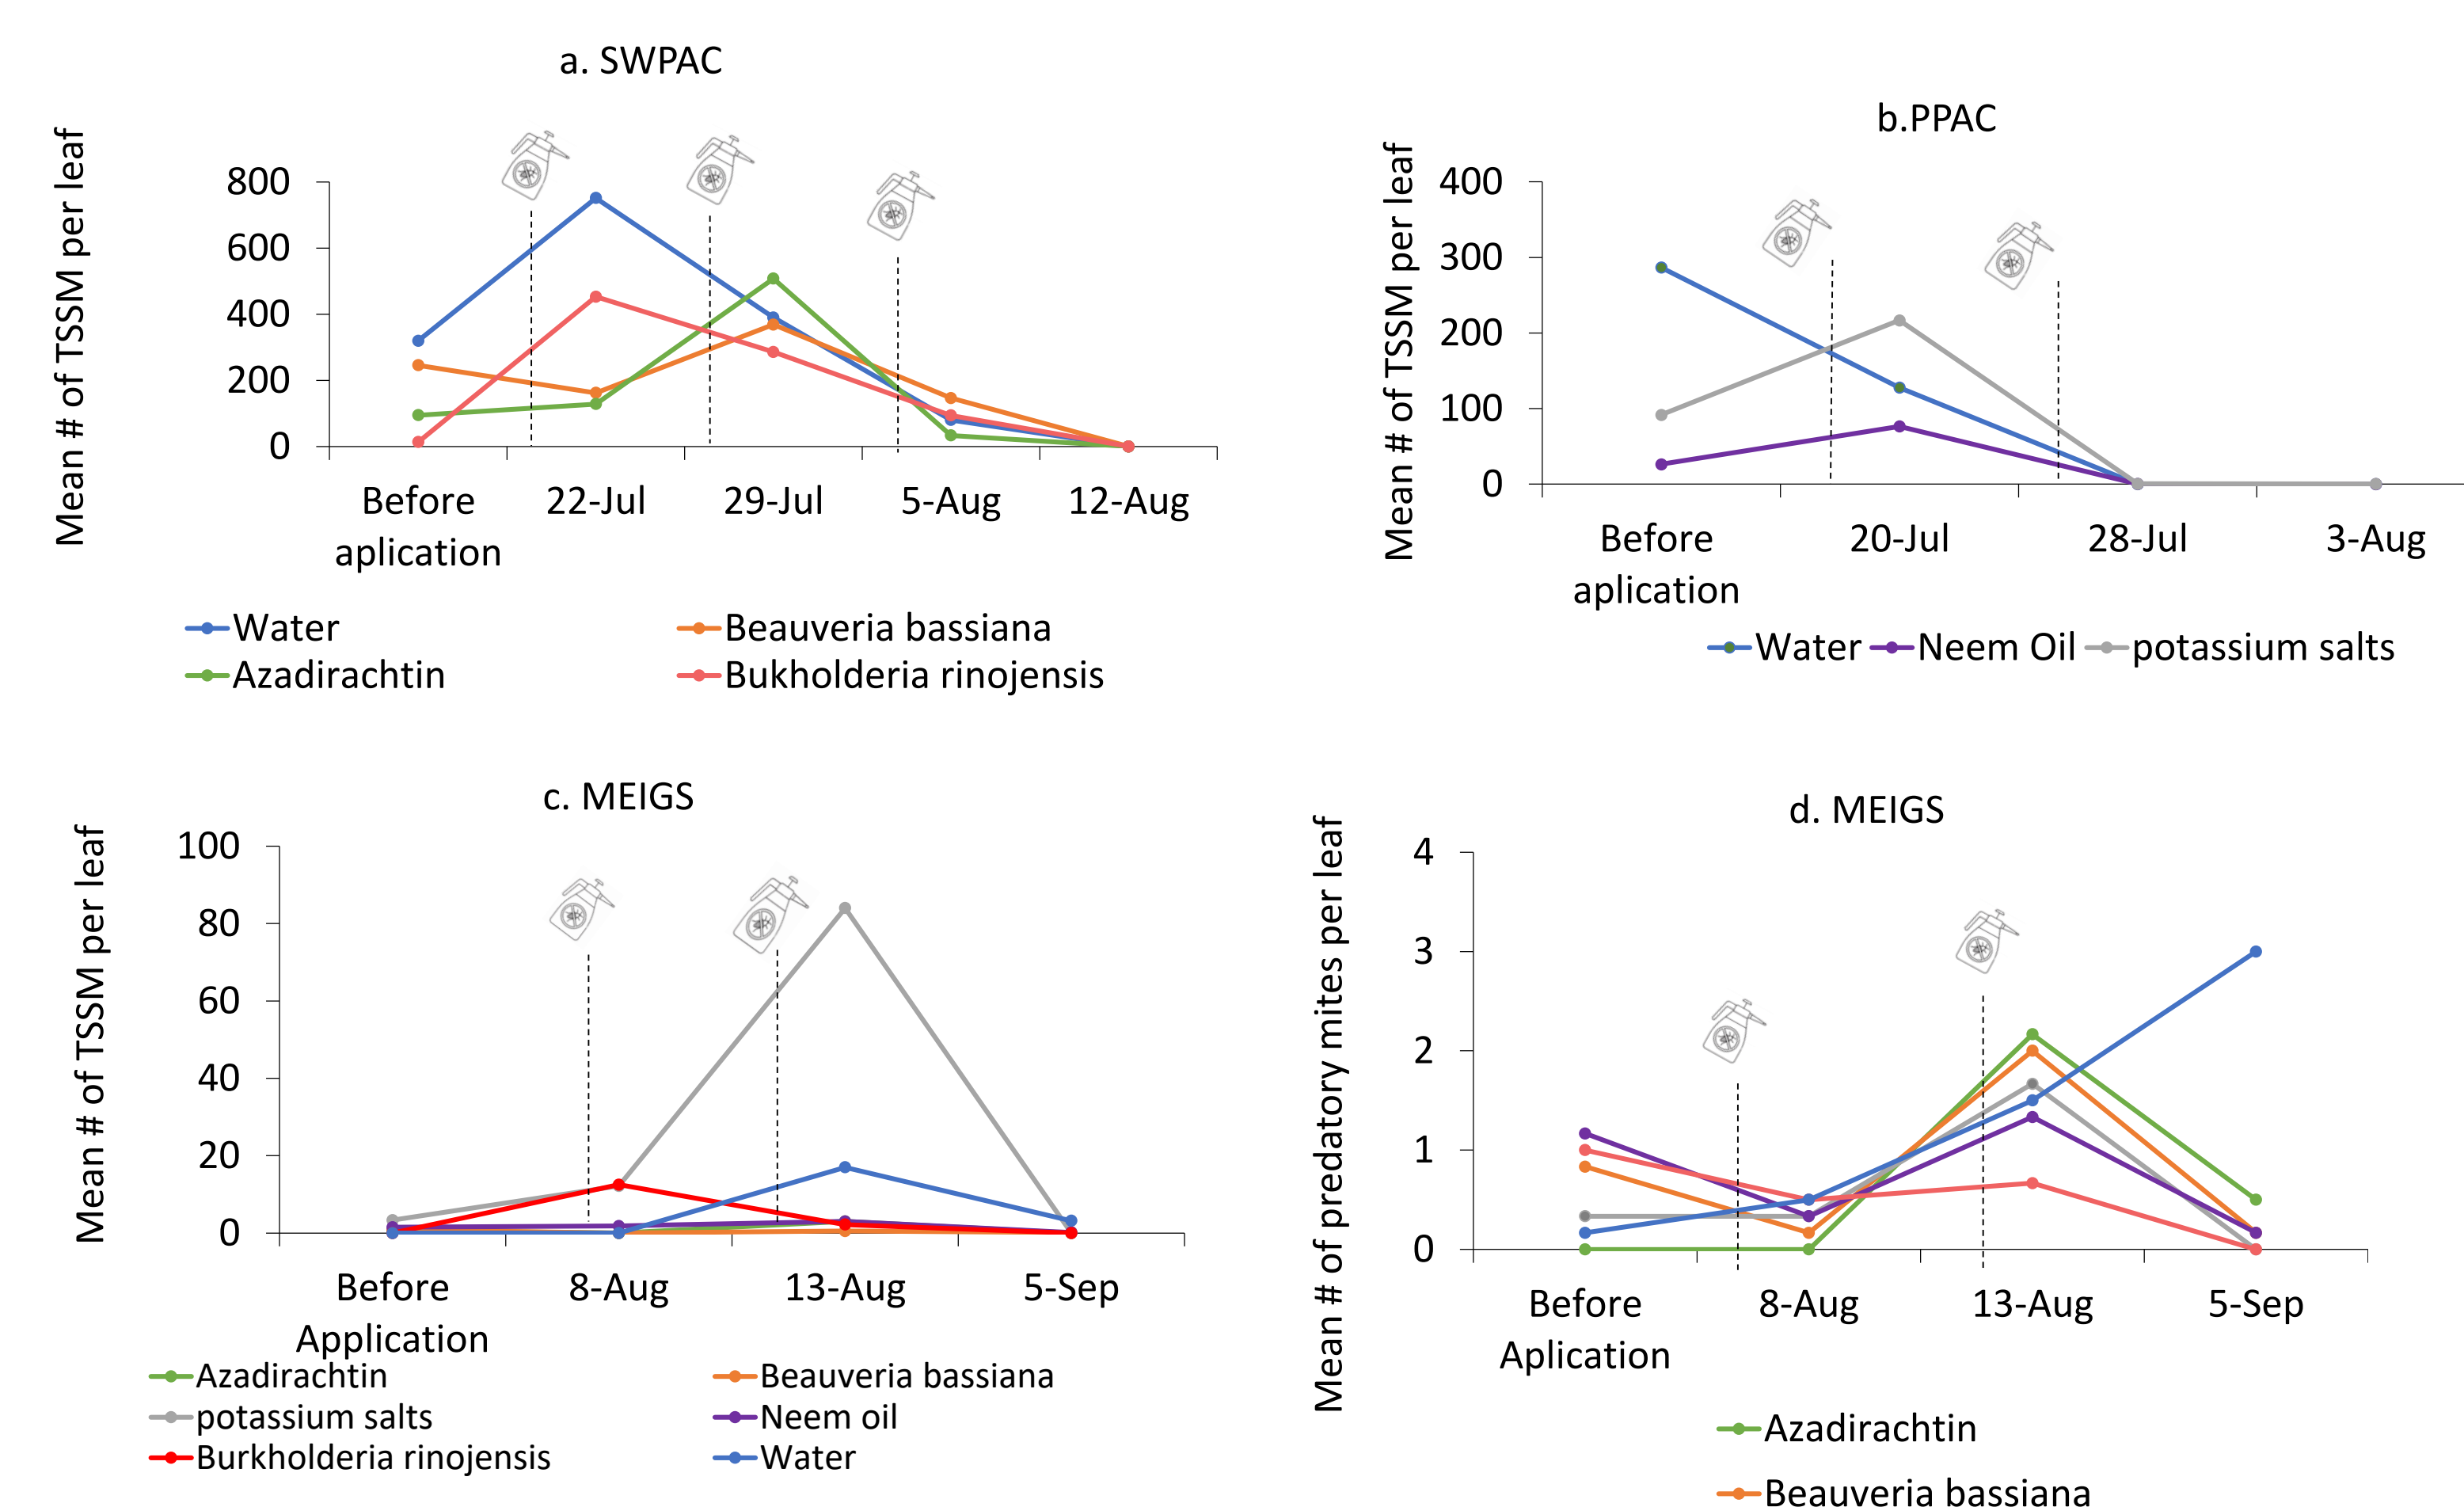 a. SWPAC
Mean # of TSSM per leaf
800
600
400
200
0
Before
aplication
22-Jul
29-Jul
5-Aug
12-Aug
Water
Beauveria bassiana
Azadirachtin
Bukholderia rinojensis
b.PPAC
Mean # of TSSM per leaf
400
300
200
100
0
Before
aplication
20-Jul
28-Jul
3-Aug
Water
Neem Oil
potassium salts
c. MEIGS
Mean # of TSSM per leaf
100
80
60
40
20
0
Before
Application
8-Aug
13-Aug
5-Sep
Azadirachtin
Beauveria bassiana
potassium salts
Neem oil
Burkholderia rinojensis
Water
d. MEIGS
Mean # of predatory mites per leaf
4
3
2
1
0
Before
Aplication
8-Aug
13-Aug
5-Sep
Azadirachtin
Beauveria bassiana